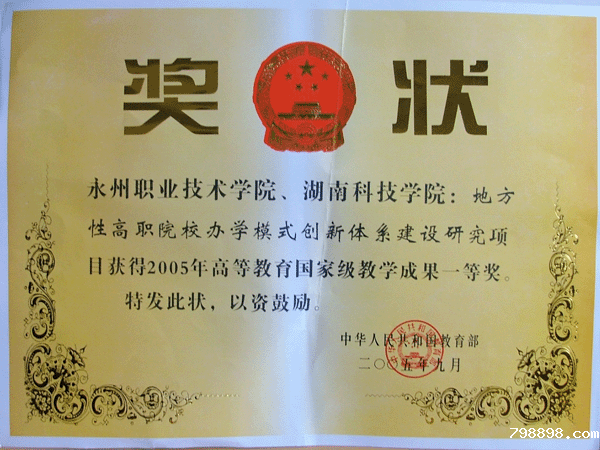 奖 状
永州职业技术学院、湖南科技学院：地方
性高职院校办学模式创新体系建设研究项
目获得2005年高等教育国家级教学成果一等奖。
特发此状，以资鼓励。
中华人民共和国教育部
二〇〇五年九月
798898.com